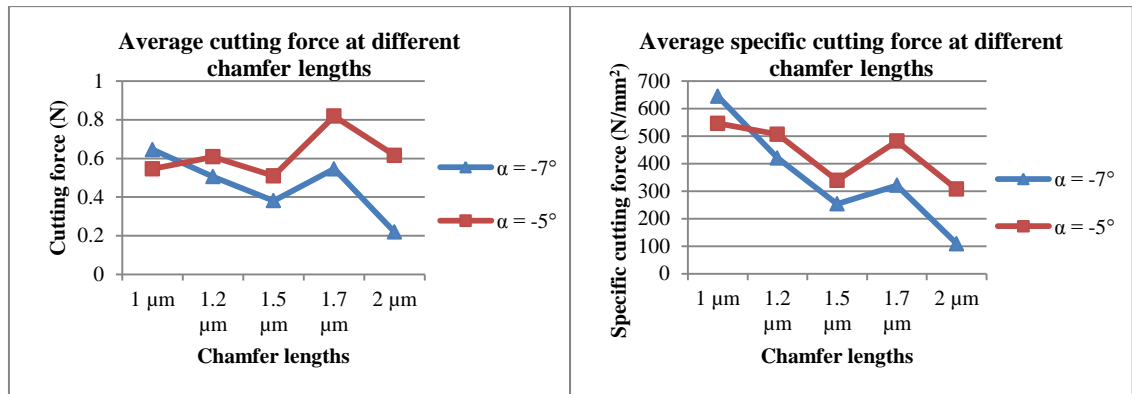 Average cutting force at different
chamfer lengths
Cutting force (N)
1
0.8
0.6
0.4
0.2
0
1 µm
1.2
µm
1.5
µm
1.7
µm
2 µm
Chamfer lengths
α = -7°
α = -5°
Average specific cutting force at different
chamfer lengths
Specific cutting force (N/mm²)
700
600
500
400
300
200
100
0
1 µm
1.2
µm
1.5
µm
1.7
µm
2 µm
Chamfer lengths
α = -7°
α = -5°